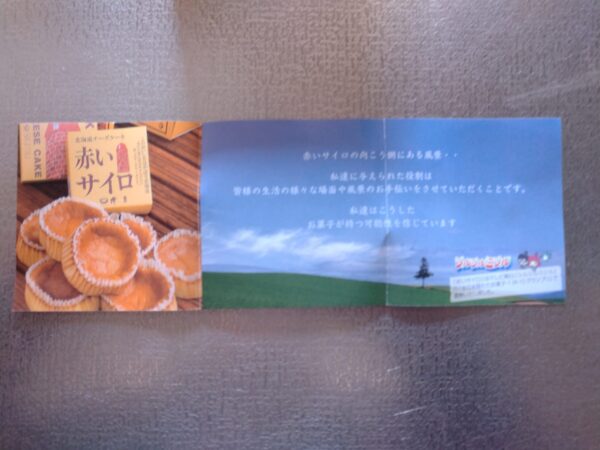 ESE CAKE
北海道チーズケーキ
赤い
サイロ
赤いサイロの向こう側にある風景・・
私達に与えられた役割は
皆様の生活の様々な場面や風景のお手伝いをさせていただくことです。
私達はこうした
お菓子が持つ可能性を信じています